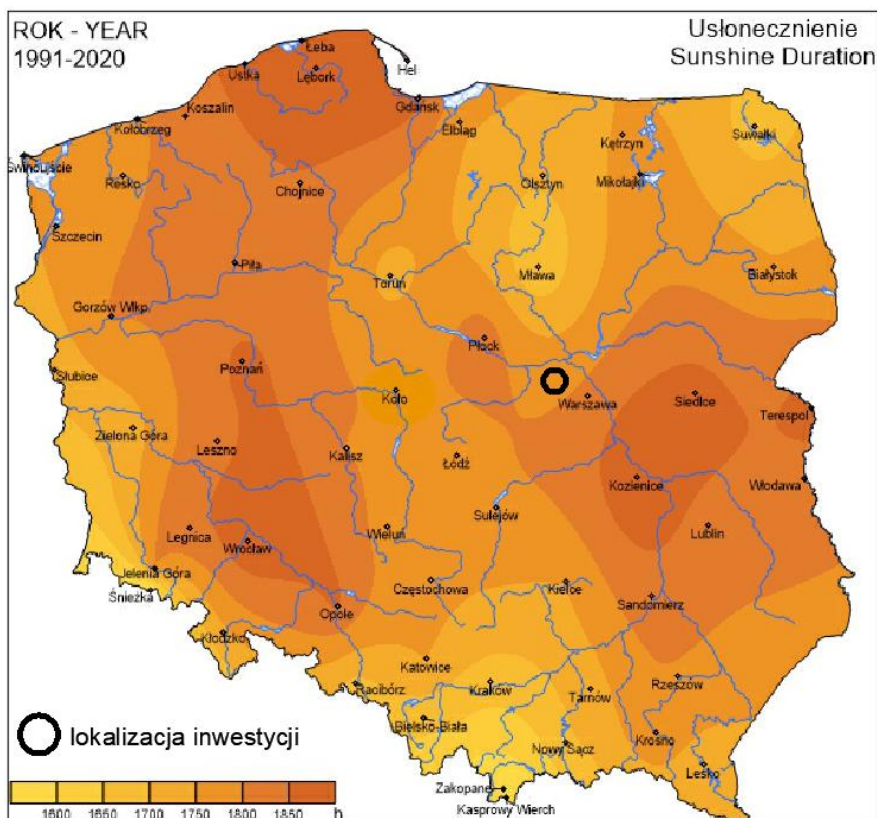 ROK - YEAR
1991-2020
Usłonecznienie
Sunshine Duration
Łeba
Ustka
Lębork
Hel
Koszalin
Gdańsk
Kołobrzeg
Elbląg
Suwałki
Kętrzyn
Świnoujście
Resko
Chojnice
Olsztyn
Mikołajki
Szczecin
Piła
Toruń
Mława
Białystok
Gorzów Wlkp.
Płock
Słubice
Poznań
Koło
Warszawa
Siedlce
Terespol
Zielona Góra
Leszno
Kalisz
Łódź
Kozienice
Włodawa
Sulejów
Legnica
Wrocław
Wieluń
Lublin
Jelenia Góra
Śnieżka
Częstochowa
Kielce
Opole
Sandomierz
Kłodzko
Katowice
Racibórz
Kraków
Tarnów
Rzeszów
Bielsko-Biała
Nowy Sącz
Krosno
Lesko
lokalizacja inwestycji
Zakopane
Kasprowy Wierch
1600 1650 1700 1750 1800 1850 h